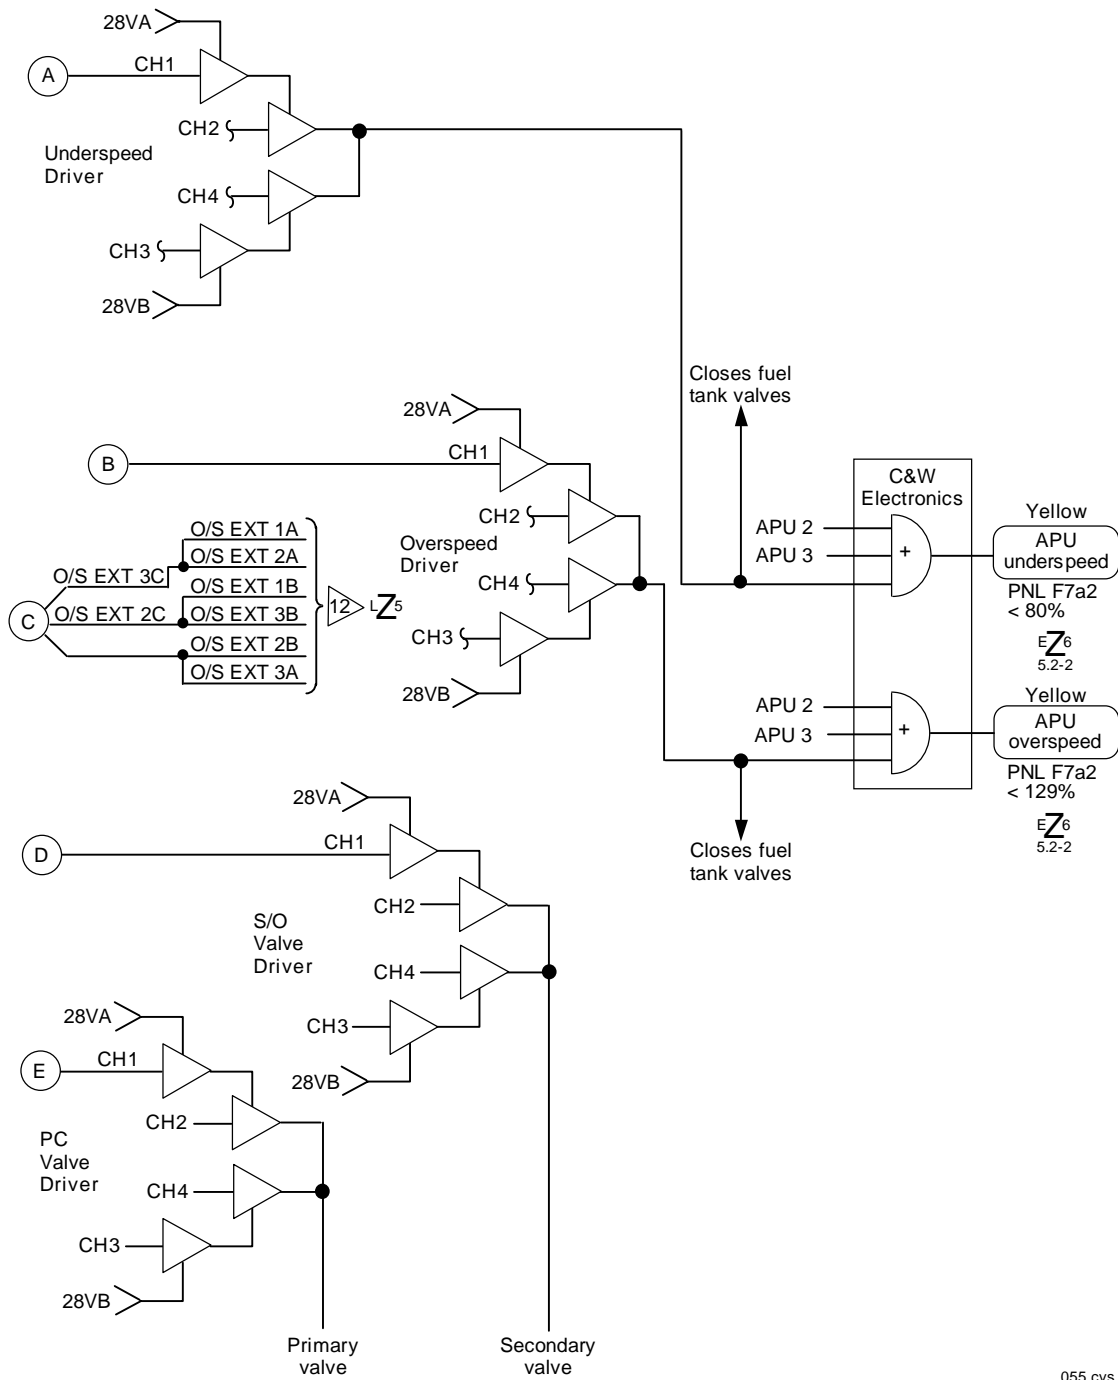 28VA
A
CH1
CH2
Underspeed
Driver
CH4
CH3
28VB
Closes fuel
tank valves
28VA
B
CH1
C&W
Electronics
CH2
Yellow
O/S EXT 1A
O/S EXT 2A
Overspeed
Driver
APU 2
APU 3
+
APU
underspeed
O/S EXT 3C
O/S EXT 1B
CH4
PNL F7a2
< 80%
C
O/S EXT 2C
O/S EXT 3B
12
LZ5
O/S EXT 2B
CH3
EZ6
5.2-2
O/S EXT 3A
28VB
Yellow
APU 2
APU 3
+
APU
overspeed
PNL F7a2
< 129%
28VA
EZ6
5.2-2
D
CH1
Closes fuel
tank valves
CH2
S/O
Valve
Driver
CH4
28VA
CH3
E
CH1
28VB
CH2
PC
Valve
Driver
CH4
CH3
28VB
Primary
valve
Secondary
valve
055.cvs